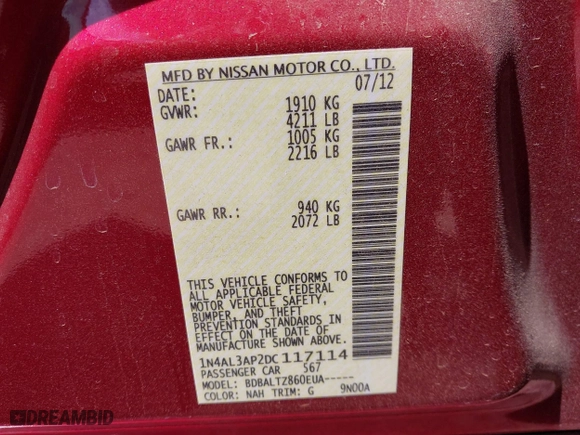 MFD BY NISSAN MOTOR CO., LTD.
DATE: 07/12
GVWR: 1910 KG
4211 LB
GAWR FR.: 1005 KG
2216 LB
GAWR RR.: 940 KG
2072 LB
THIS VEHICLE CONFORMS TO
ALL APPLICABLE FEDERAL
MOTOR VEHICLE SAFETY,
BUMPER, AND THEFT
PREVENTION STANDARDS IN
EFFECT ON THE DATE OF
MANUFACTURE SHOWN ABOVE.
1N4AL3AP2DC117114
PASSENGER CAR 567
MODEL: BDBALTZ860EUA-----
COLOR: NAH TRIM: G 9N00A
DREAMBID